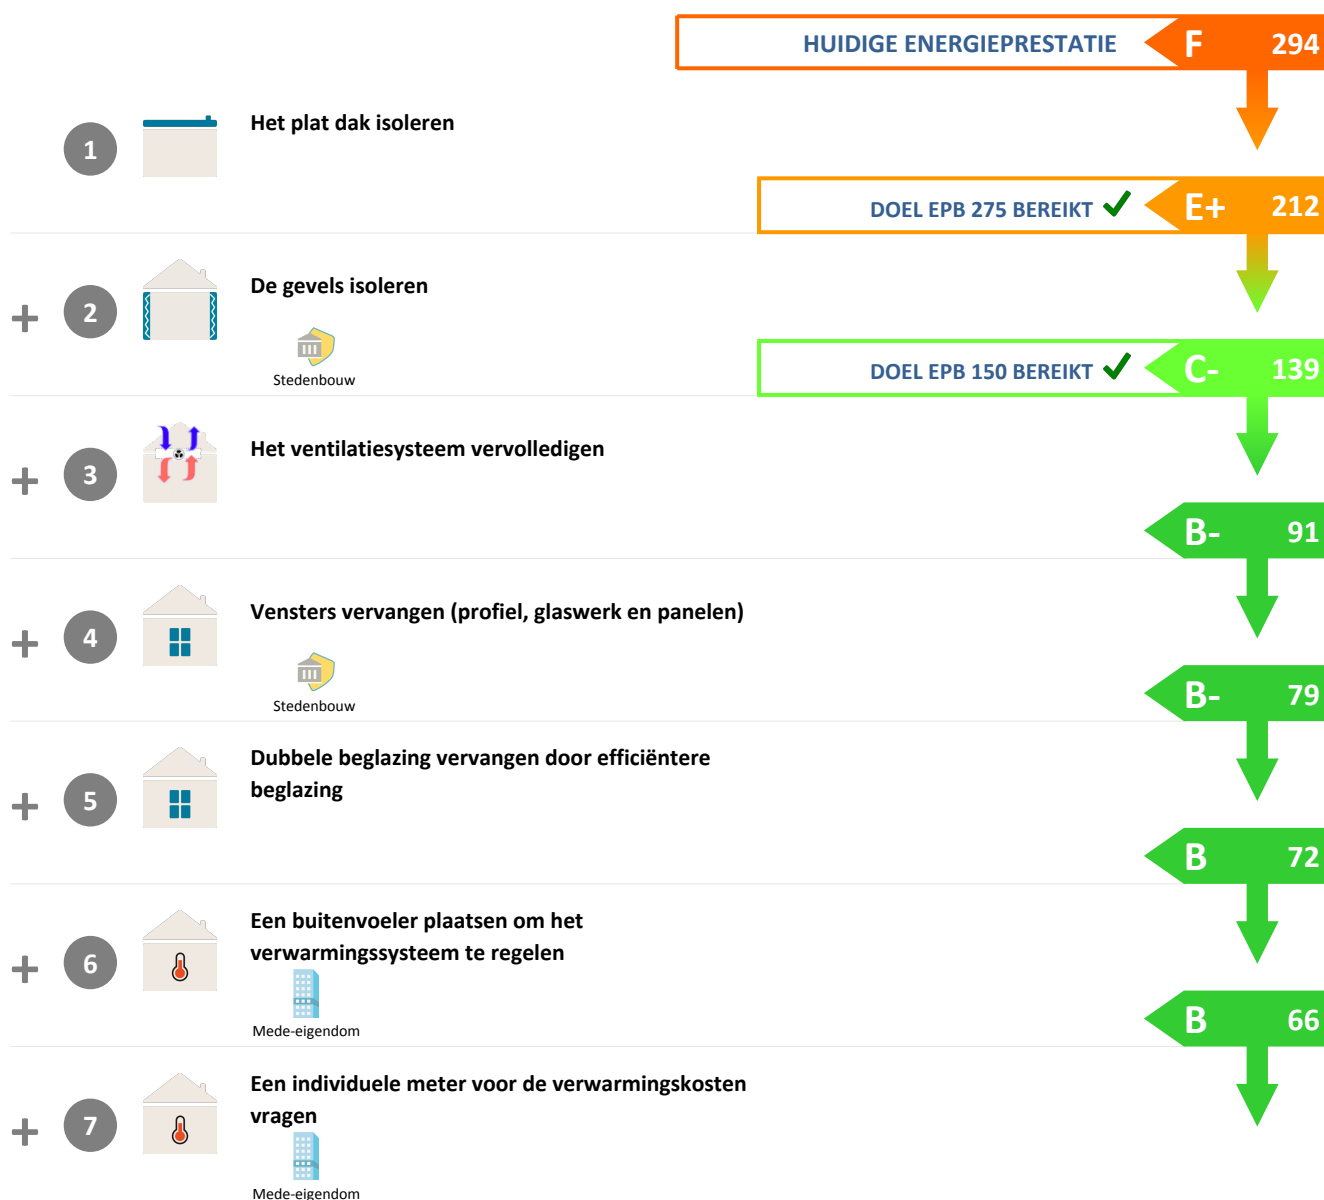 HUIDIGE ENERGIEPRESTATIE F 294
1 Het plat dak isoleren
DOEL EPB 275 BEREIKT E+ 212
+ 2 De gevels isoleren
Stedenbouw
DOEL EPB 150 BEREIKT C- 139
+ 3 Het ventilatiesysteem vervolledigen
B- 91
+ 4 Vensters vervangen (profiel, glaswerk en panelen)
Stedenbouw
B- 79
+ 5 Dubbele beglazing vervangen door efficiëntere
beglazing
B 72
+ 6 Een buitenvoeler plaatsen om het
verwarmingssysteem te regelen
Mede-eigendom
B 66
+ 7 Een individuele meter voor de verwarmingskosten
vragen
Mede-eigendom